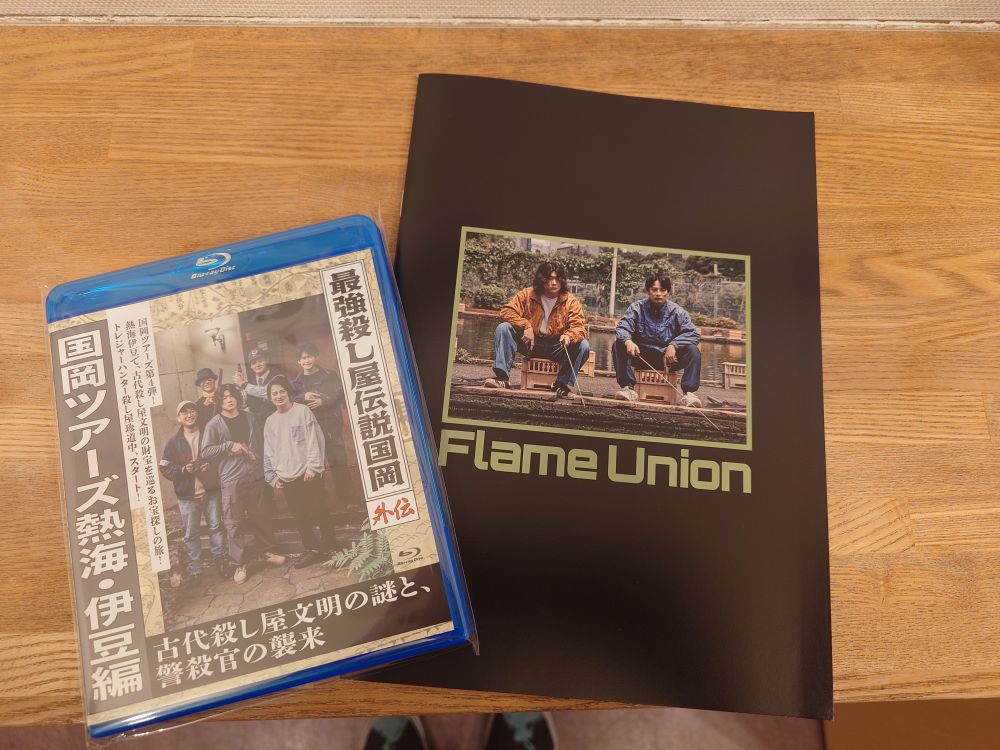 Blu-ray Disc
最強殺し屋伝説国岡
外伝
国岡ツアーズ第4弾！
熱海伊豆で、古代殺し屋文明の財宝を巡るお宝探しの旅！
トレジャーハンター殺し屋珍道中、スタート！
国岡ツアーズ熱海・伊豆編
Blu-ray Disc
古代殺し屋文明の謎と、
警殺官の襲来
Flame Union